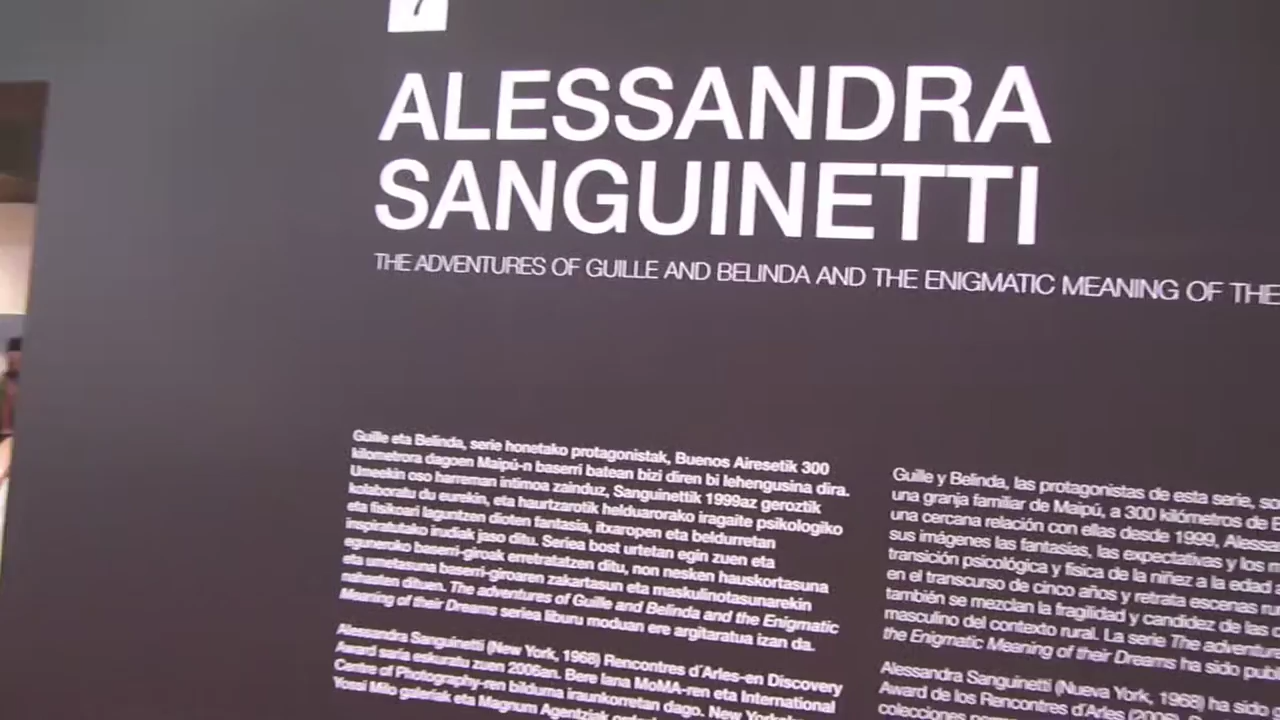 7
ALESSANDRA
SANGUINETTI
THE ADVENTURES OF GUILLE AND BELINDA AND THE ENIGMATIC MEANING OF THE
Guille eta Belinda, serie honetako protagonistak, Buenos Airesetik 300
kilometrora dagoen Maipú-n baserri batean bizi diren bi lehengusina dira.
Umeekin oso harreman intimoa zainduz, Sanguinettik 1999az geroztik
kolaboratu du eurekin, eta haurtzarotik helduarorako iragaite psikologiko
eta fisikoari laguntzen dioten fantasia, itxaropen eta beldurretan
inspiratutako irudiak jaso ditu. Seriea bost urtetan egin zuen eta
eguneroko baserri-giroak erretratatzen ditu, non nesken hauskortasuna
eta umetasuna baserri-giroaren zakartasun eta maskulinotasunarekin
nahasten dituen. The adventures of Guille and Belinda and the Enigmatic
Meaning of their Dreams seriea liburu moduan ere argitaratua izan da.
Alessandra Sanguinetti (New York, 1968) Rencontres d'Arles-en Discovery
Award saria eskuratu zuen 2006an. Bere lana MoMA-ren eta International
Centre of Photography-ren bilduma iraunkorretan dago. New Yorkeko
Yossi Milo galeriak eta Magnum Agentziak
Guille y Belinda, las protagonistas de esta serie,
una granja familiar de Maipú, a 300 kilómetros de
una cercana relación con ellas desde 1999,
sus imágenes las fantasías, las expectativas y los
transición psicológica y física de la niñez a la edad
en el transcurso de cinco años y retrata escenas
también se mezclan la fragilidad y candidez de las
masculino del contexto rural. La serie The
the Enigmatic Meaning of their Dreams ha sido
Alessandra Sanguinetti (Nueva York, 1968) ha sido
Award de los Rencontres d'Arles
colecciones